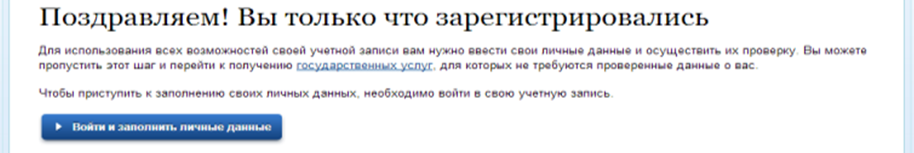 Поздравляем! Вы только что зарегистрировались
Для использования всех возможностей своей учетной записи вам нужно ввести свои личные данные и осуществить их проверку. Вы можете
пропустить этот шаг и перейти к получению государственных услуг, для которых не требуются проверенные данные о вас.
Чтобы приступить к заполнению своих личных данных, необходимо войти в свою учетную запись.
Войти и заполнить личные данные